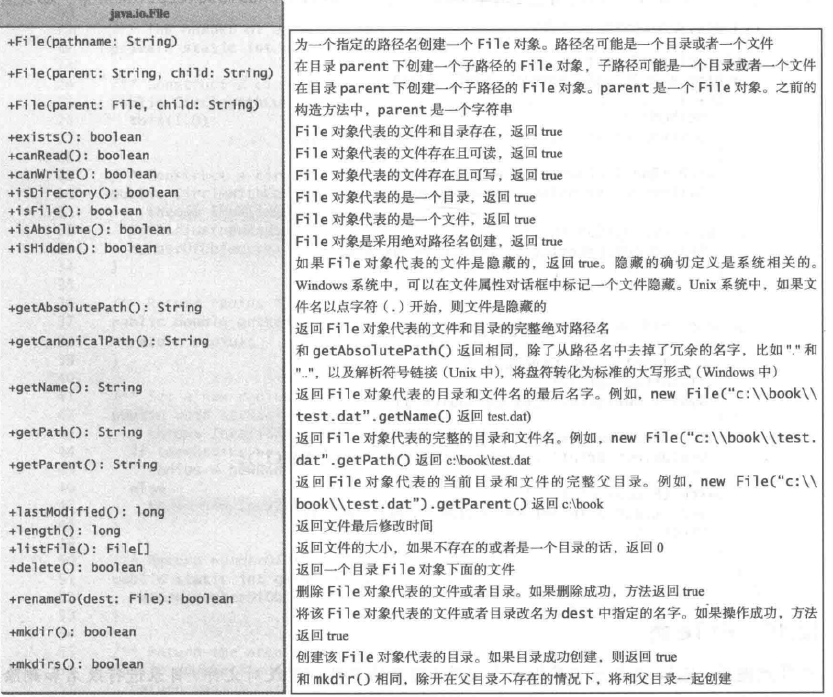 java.io.File
+File(pathname: String)
+File(parent: String, child: String)
+File(parent: File, child: String)
+exists(): boolean
+canRead(): boolean
+canWrite(): boolean
+isDirectory(): boolean
+isFile(): boolean
+isAbsolute(): boolean
+isHidden(): boolean
+getAbsolutePath(): String
+getCanonicalPath(): String
+getName(): String
+getPath(): String
+getParent(): String
+lastModified(): long
+length(): long
+listFile(): File[]
+delete(): boolean
+renameTo(dest: File): boolean
+mkdir(): boolean
+mkdirs(): boolean
为一个指定的路径名创建一个 File 对象。路径名可能是一个目录或者一个文件
在目录 parent 下创建一个子路径的 File 对象，子路径可能是一个目录或者一个文件
在目录 parent 下创建一个子路径的 File 对象。parent 是一个 File 对象。之前的
构造方法中，parent 是一个字符串
File 对象代表的文件和目录存在，返回 true
File 对象代表的文件存在且可读，返回 true
File 对象代表的文件存在且可写，返回 true
File 对象代表的是一个目录，返回 true
File 对象代表的是一个文件，返回 true
File 对象是采用绝对路径名创建，返回 true
如果 File 对象代表的文件是隐藏的，返回 true。隐藏的确切定义是系统相关的。
Windows 系统中，可以在文件属性对话框中标记一个文件隐藏。Unix 系统中，如果文
件名以点字符（.）开始，则文件是隐藏的
返回 File 对象代表的文件和目录的完整绝对路径名
和 getAbsolutePath() 返回相同，除了从路径名中去掉了冗余的名字，比如 "." 和
".."，以及解析符号链接（Unix 中），将盘符转化为标准的大写形式（Windows 中）
返回 File 对象代表的目录和文件名的最后名字。例如，new File("c:\\book\\
test.dat".getName() 返回 test.dat)
返回 File 对象代表的完整的目录和文件名。例如，new File("c:\\book\\test.
dat".getPath() 返回 c:\book\test.dat
返回 File 对象代表的当前目录和文件的完整父目录。例如，new File("c:\\
book\\test.dat").getParent() 返回 c:\book
返回文件最后修改时间
返回文件的大小，如果不存在的或者是一个目录的话，返回 0
返回一个目录 File 对象下面的文件
删除 File 对象代表的文件或者目录。如果删除成功，方法返回 true
将该 File 对象代表的文件或者目录改名为 dest 中指定的名字。如果操作成功，方法
返回 true
创建该 File 对象代表的目录。如果目录成功创建，则返回 true
和 mkdir() 相同，除开在父目录不存在的情况下，将和父目录一起创建